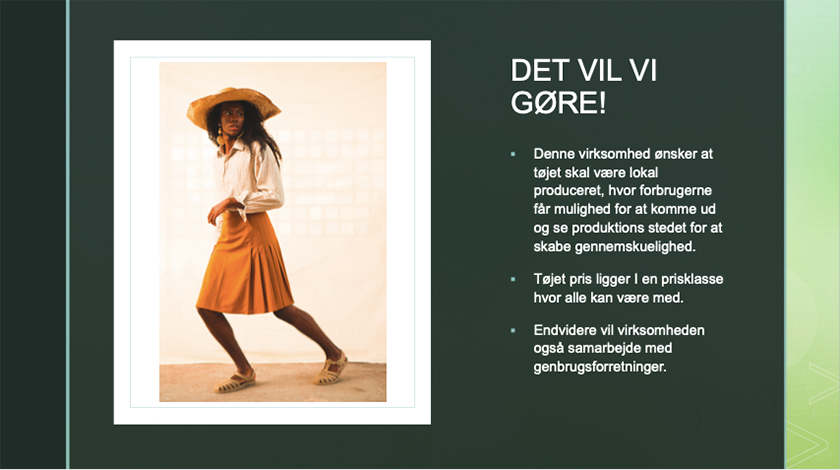 DET VIL VI
GØRE!
Denne virksomhed ønsker at
tøjet skal være lokal
produceret, hvor forbrugerne
får mulighed for at komme ud
og se produktions stedet for at
skabe gennemskuelighed.
Tøjet pris ligger I en prisklasse
hvor alle kan være med.
Endvidere vil virksomheden
også samarbejde med
genbrugsforretninger.